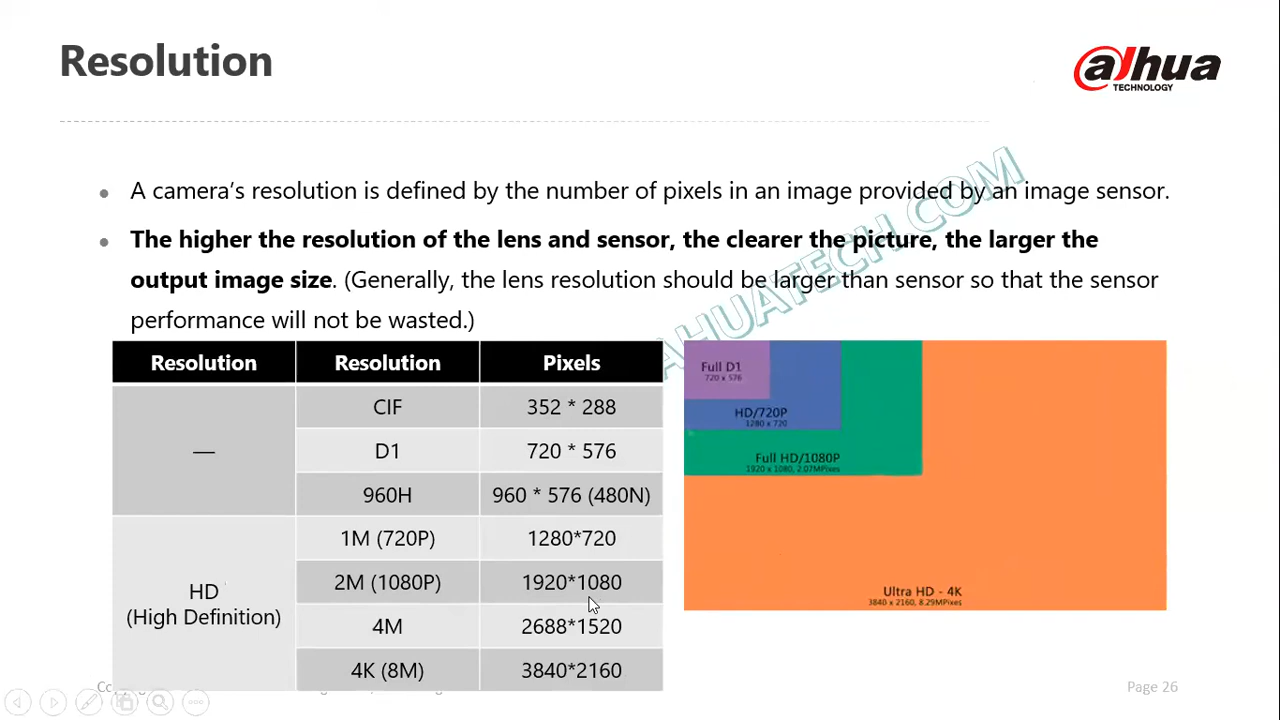 Resolution
alhua
TECHNOLOGY
AHUATECH.COM
A camera's resolution is defined by the number of pixels in an image provided by an image sensor.
The higher the resolution of the lens and sensor, the clearer the picture, the larger the
output image size. (Generally, the lens resolution should be larger than sensor so that the sensor
performance will not be wasted.)
Resolution Resolution Pixels
— CIF 352 * 288
D1 720 * 576
960H 960 * 576 (480N)
HD
(High Definition)
1M (720P) 1280*720
2M (1080P) 1920*1080
4M 2688*1520
4K (8M) 3840*2160
Full D1
720 x 576
HD/720P
1280 x 720
Full HD/1080P
1920 x 1080, 2.07MPixes
Ultra HD - 4K
3840 x 2160, 8.29MPixes
Page 26